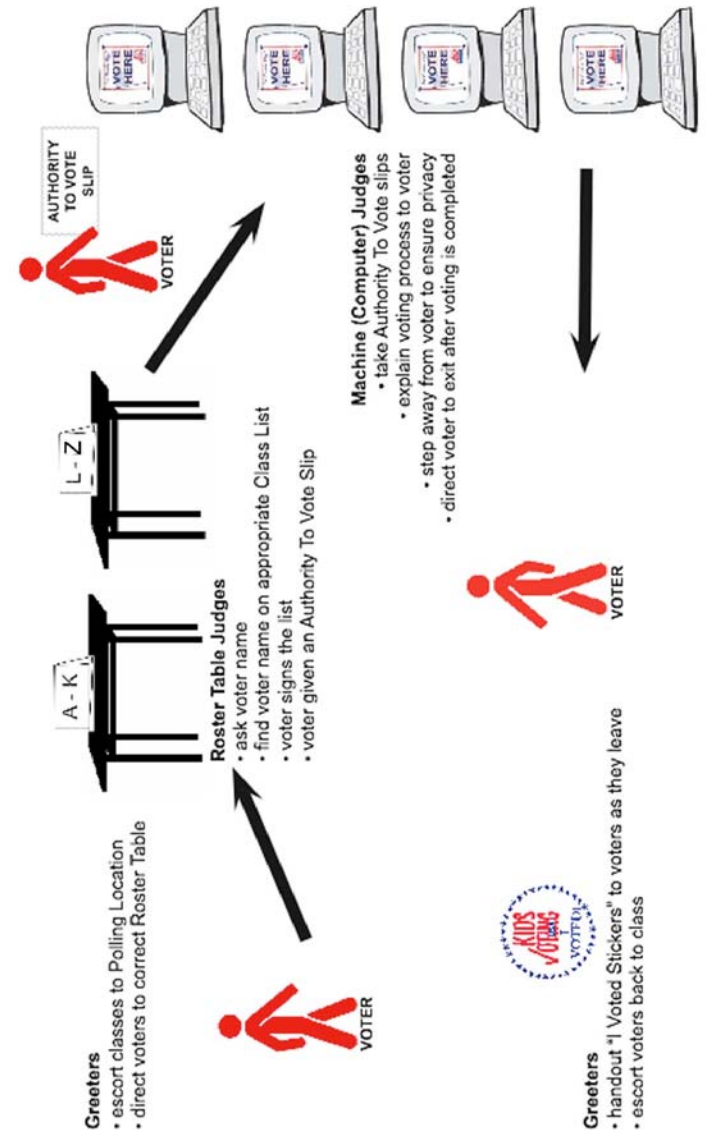 Greeters
• escort classes to Polling Location
• direct voters to correct Roster Table
VOTER
A - K
L - Z
Roster Table Judges
• ask voter name
• find voter name on appropriate Class List
• voter signs the list
• voter given an Authority To Vote Slip
AUTHORITY
TO VOTE
SLIP
VOTER
VOTE
HERE
VOTE
HERE
VOTE
HERE
VOTE
HERE
Machine (Computer) Judges
• take Authority To Vote slips
• explain voting process to voter
• step away from voter to ensure privacy
• direct voter to exit after voting is completed
VOTER
KIDS
VOTING
I
VOTED!
Greeters
• handout "I Voted Stickers" to voters as they leave
• escort voters back to class